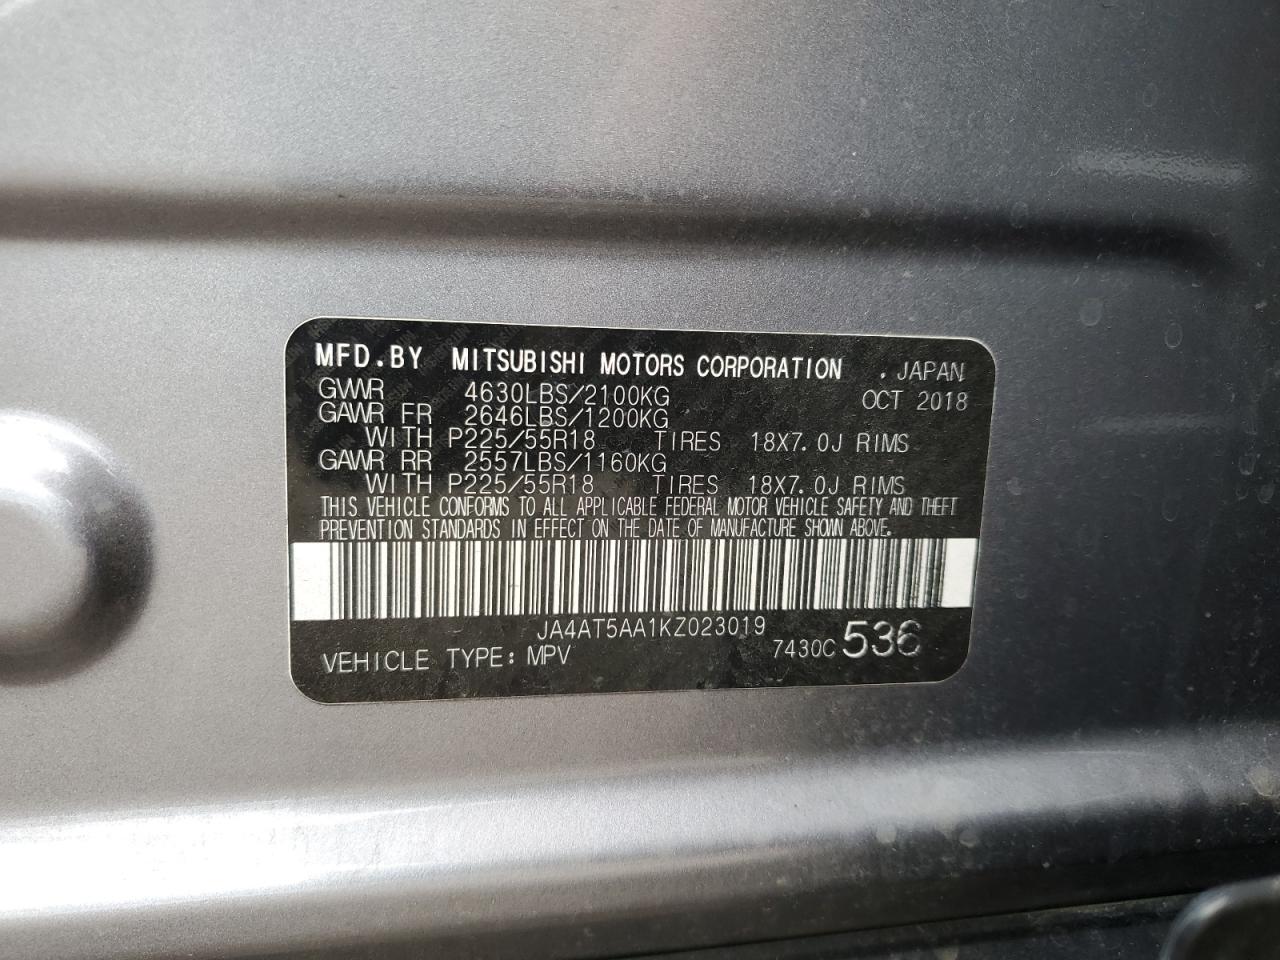 MFD.BY MITSUBISHI MOTORS CORPORATION . JAPAN
GVWR 4630LBS/2100KG OCT 2018
GAWR FR 2646LBS/1200KG
WITH P225/55R18 TIRES 18X7.0J RIMS
GAWR RR 2557LBS/1160KG
WITH P225/55R18 TIRES 18X7.0J RIMS
THIS VEHICLE CONFORMS TO ALL APPLICABLE FEDERAL MOTOR VEHICLE SAFETY AND THEFT
PREVENTION STANDARDS IN EFFECT ON THE DATE OF MANUFACTURE SHOWN ABOVE.
JA4AT5AA1KZ023019
VEHICLE TYPE: MPV 7430C 536